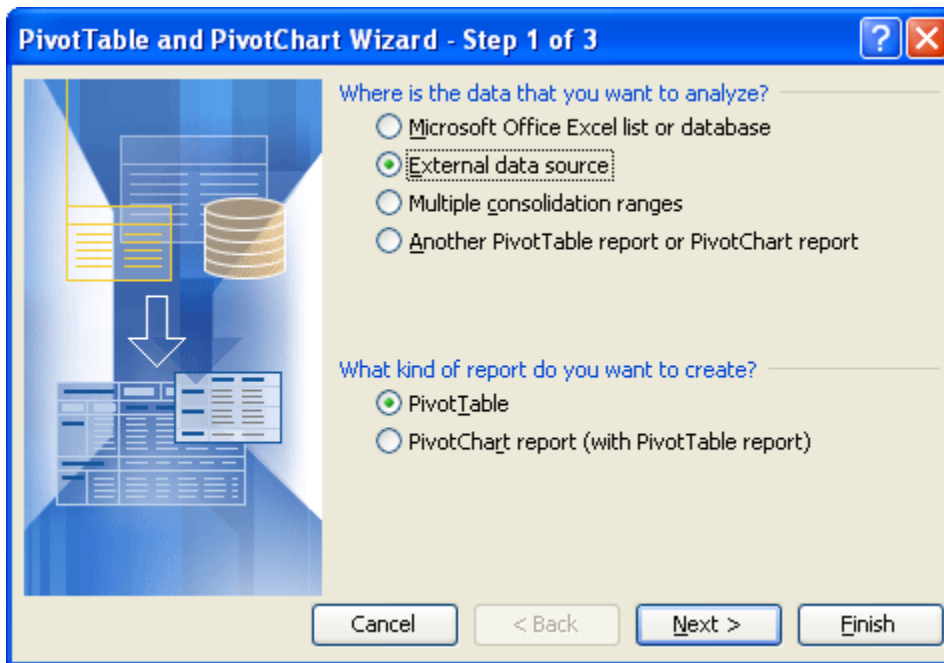 PivotTable and PivotChart Wizard - Step 1 of 3
Where is the data that you want to analyze?
Microsoft Office Excel list or database
External data source
Multiple consolidation ranges
Another PivotTable report or PivotChart report
What kind of report do you want to create?
PivotTable
PivotChart report (with PivotTable report)
Cancel < Back Next > Finish